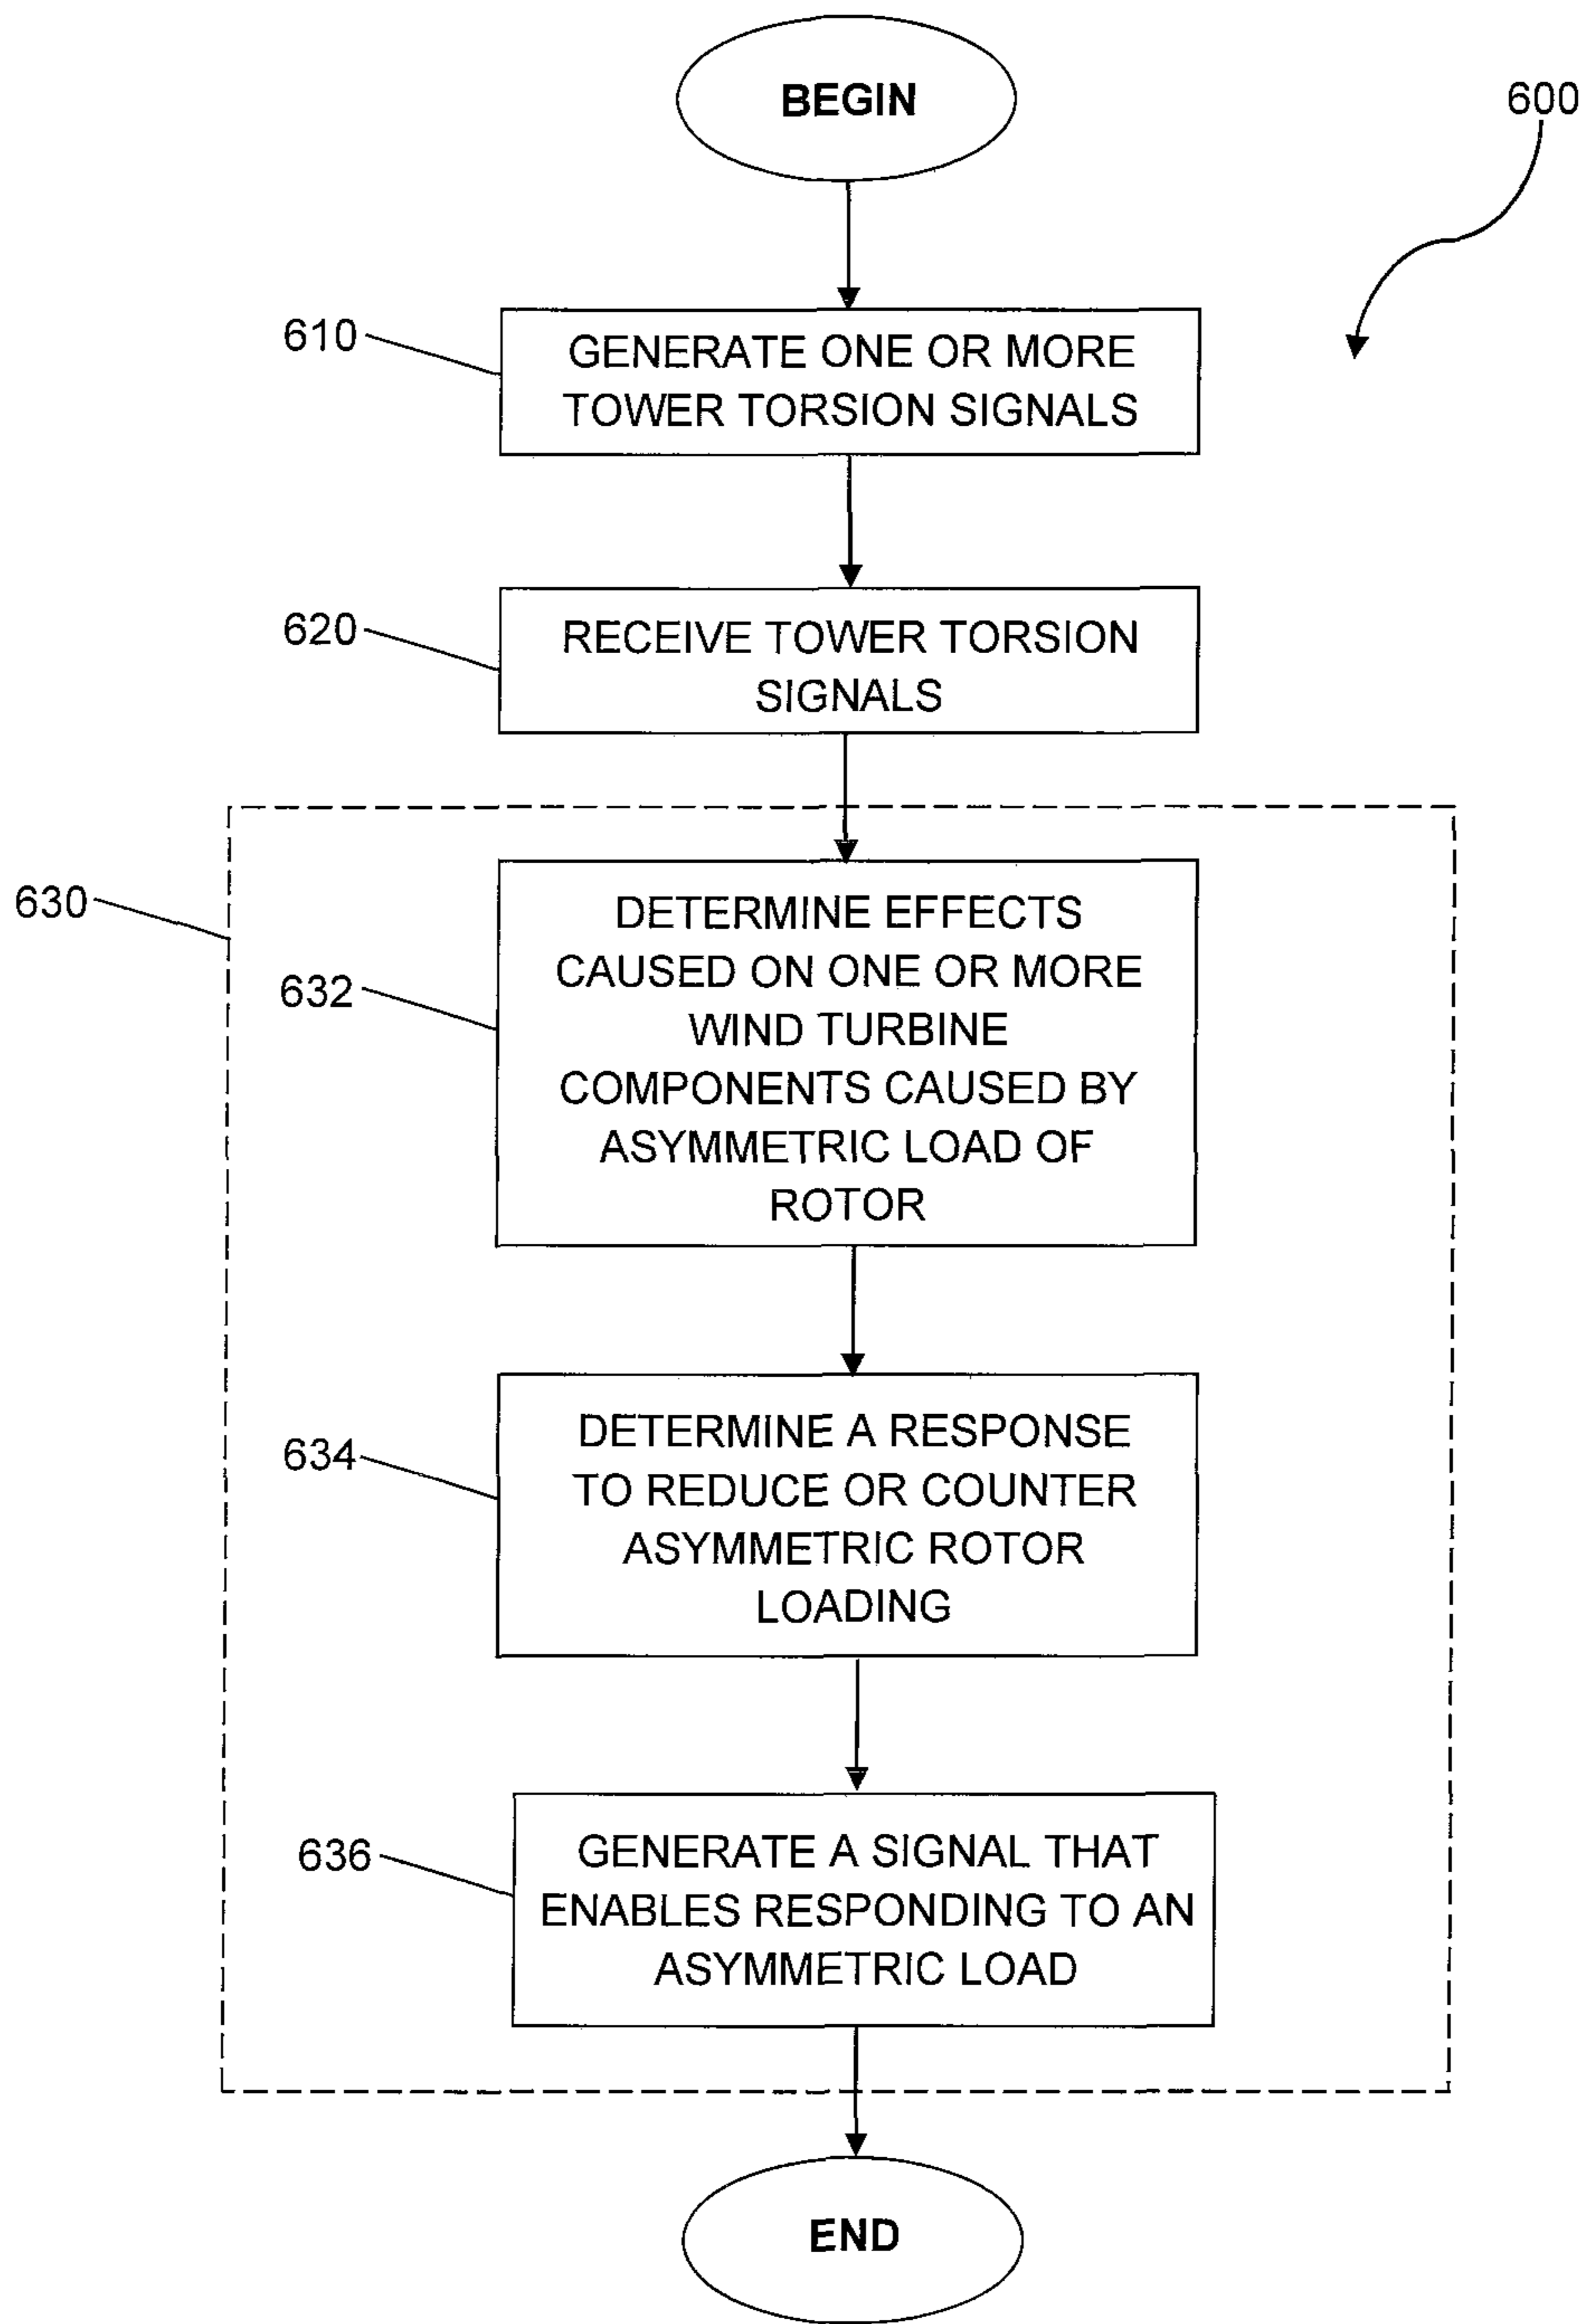 BEGIN
600
610
GENERATE ONE OR MORE
TOWER TORSION SIGNALS
620
RECEIVE TOWER TORSION
SIGNALS
630
632
DETERMINE EFFECTS
CAUSED ON ONE OR MORE
WIND TURBINE
COMPONENTS CAUSED BY
ASYMMETRIC LOAD OF
ROTOR
634
DETERMINE A RESPONSE
TO REDUCE OR COUNTER
ASYMMETRIC ROTOR
LOADING
636
GENERATE A SIGNAL THAT
ENABLES RESPONDING TO AN
ASYMMETRIC LOAD
END